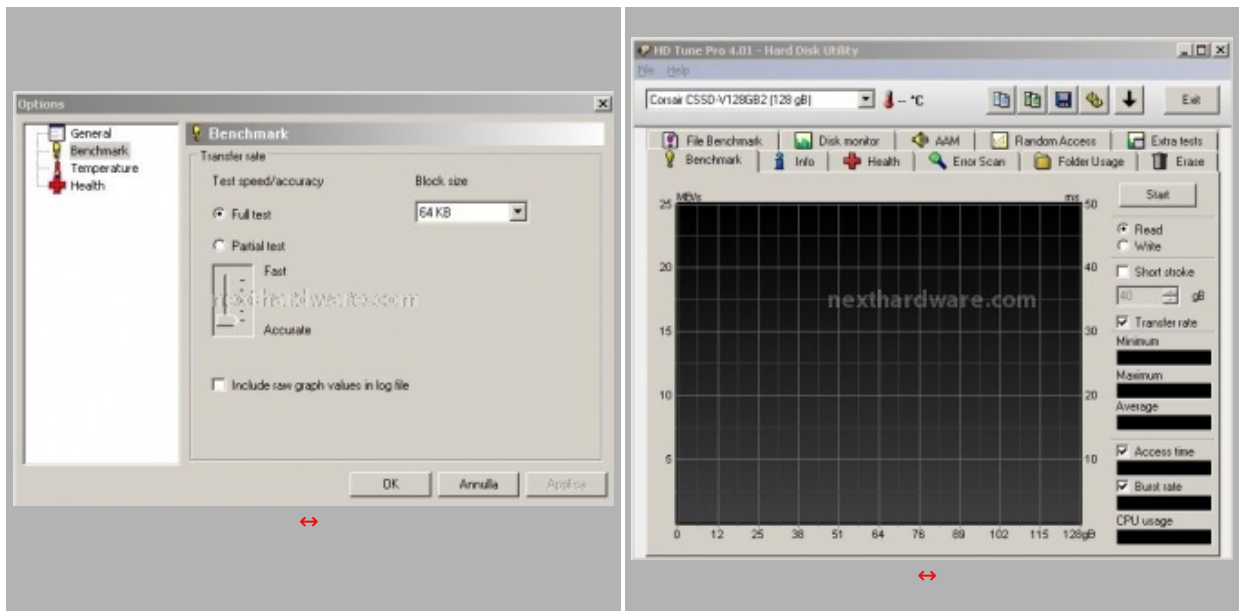 Options
General
Benchmark
Temperature
Health
Benchmark
Transfer rate
Test speed/accuracy
Block size
Full test
64 KB
Partial test
Fast
nexthardware.com
Accurate
Include raw graph values in log file
OK
Annulla
Applica
HD Tune Pro 4.01 - Hard Disk Utility
File Help
Corsair CSSD-V128GB2 (128 gB)
-- °C
Exit
File Benchmark
Disk monitor
AAM
Random Access
Extra tests
Benchmark
Info
Health
Error Scan
Folder Usage
Erase
MB/s
ms
25
20
15
10
5
50
40
30
20
10
nexthardware.com
0 12 25 38 51 64 76 89 102 115 128gB
Start
Read
Write
Short stroke
40 gB
Transfer rate
Minimum
Maximum
Average
Access time
Burst rate
CPU usage